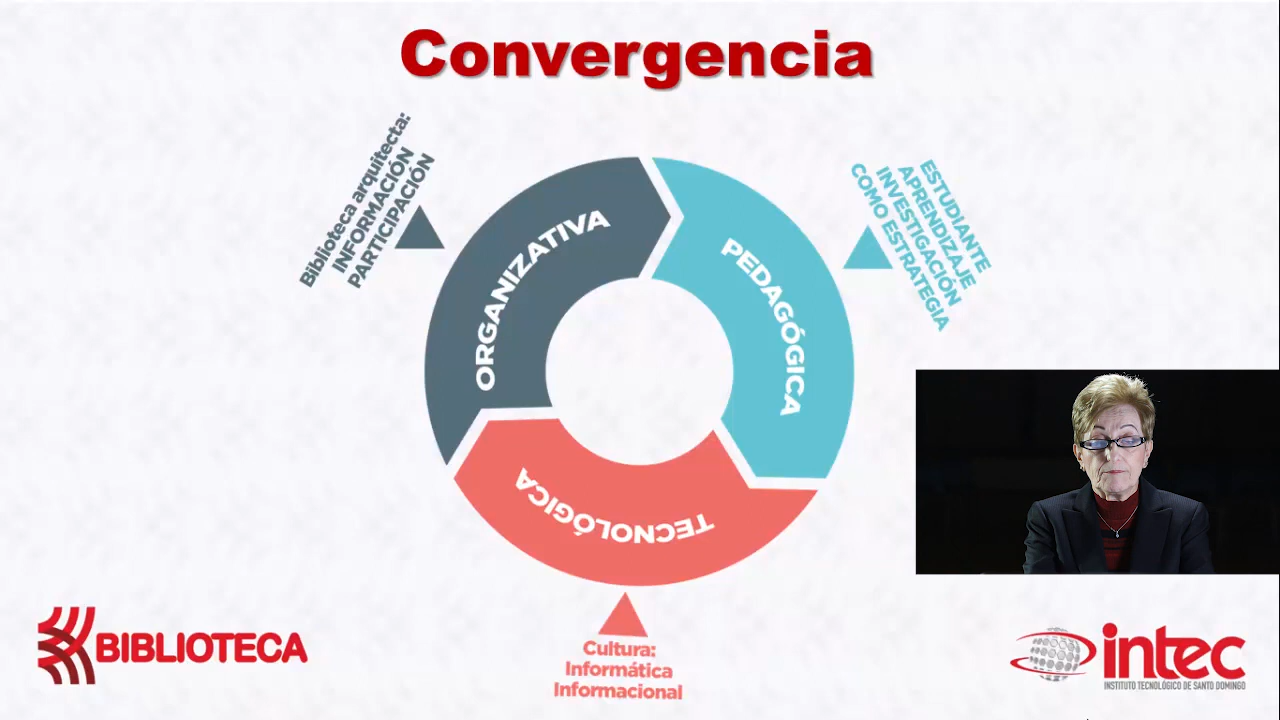 Convergencia
Biblioteca arquitecta:
INFORMACIÓN
PARTICIPACIÓN
ORGANIZATIVA
PEDAGÓGICA
ESTUDIANTE
APRENDIZAJE
INVESTIGACIÓN
COMO ESTRATEGIA
TECNOLÓGICA
Cultura:
Informática
Informacional
BIBLIOTECA
intec
INSTITUTO TECNOLÓGICO DE SANTO DOMINGO